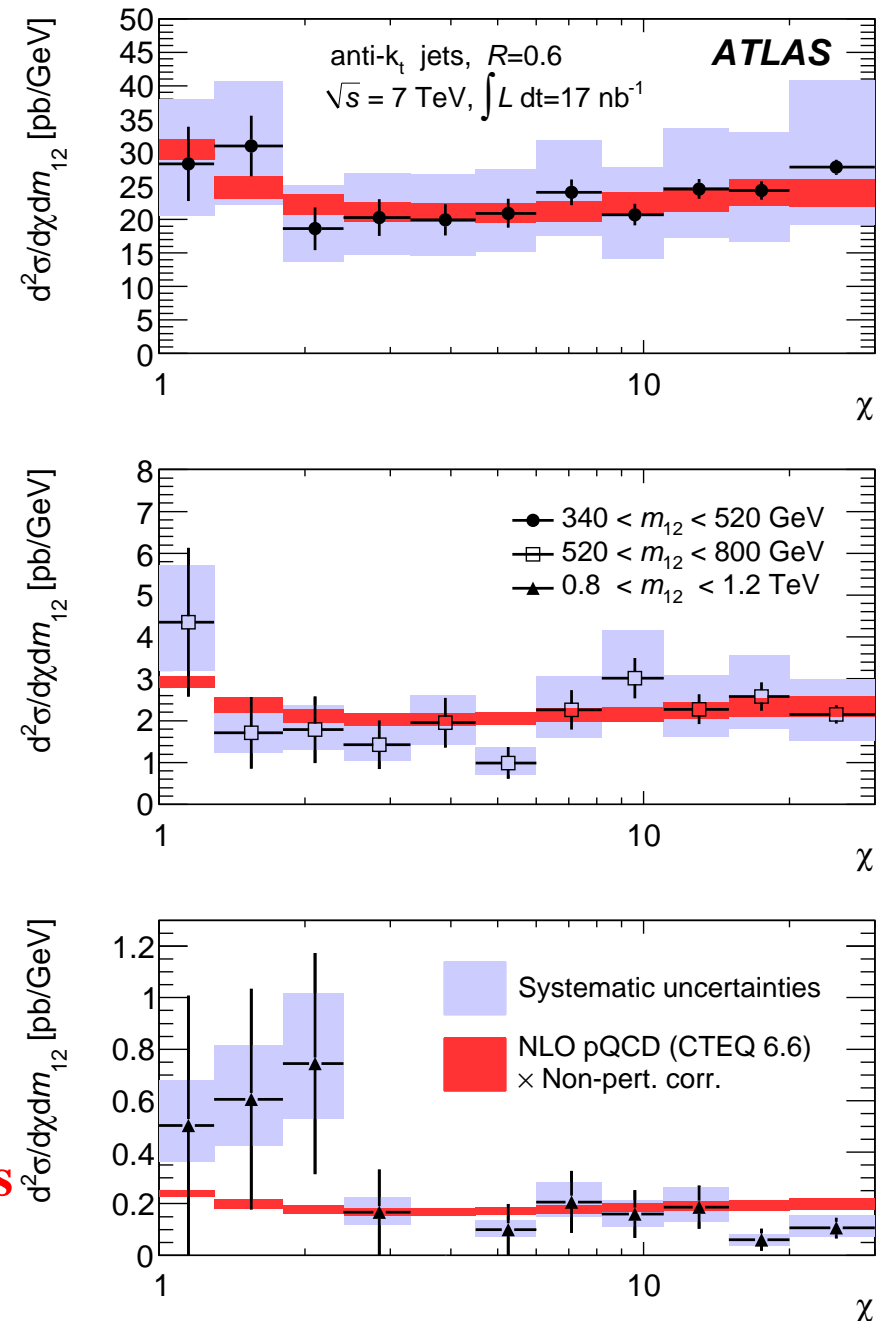 50
45
40
35
30
25
20
15
10
5
0
d²σ/dχdm₁₂ [pb/GeV]
anti-kₜ jets, R=0.6
ATLAS
√s = 7 TeV, ∫L dt=17 nb⁻¹
1
10
χ
8
7
6
5
4
3
2
1
0
d²σ/dχdm₁₂ [pb/GeV]
340 < m₁₂ < 520 GeV
520 < m₁₂ < 800 GeV
0.8 < m₁₂ < 1.2 TeV
1
10
χ
1.2
1
0.8
0.6
0.4
0.2
0
s
d²σ/dχdm₁₂ [pb/GeV]
Systematic uncertainties
NLO pQCD (CTEQ 6.6)
× Non-pert. corr.
1
10
χ